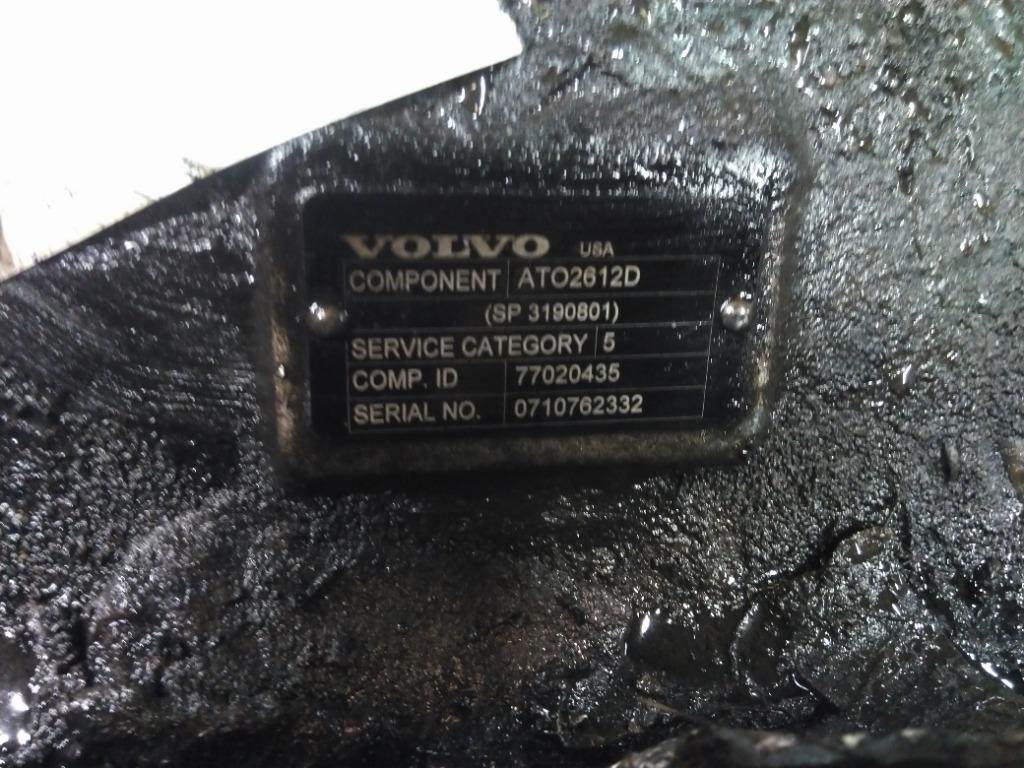 VOLVO USA
COMPONENT ATO2612D
(SP 3190801)
SERVICE CATEGORY 5
COMP. ID 77020435
SERIAL NO. 0710762332